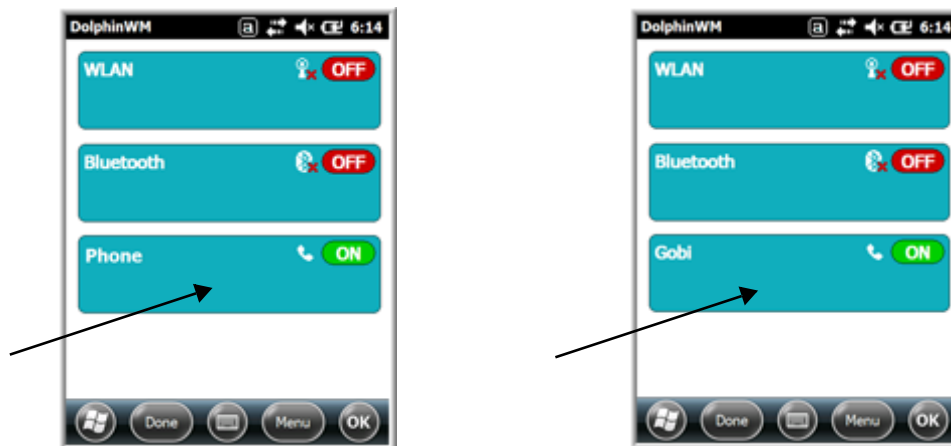 DolphinWM a 6:14
WLAN OFF
Bluetooth OFF
Phone ON
Done Menu OK
DolphinWM a 6:14
WLAN OFF
Bluetooth OFF
Gobi ON
Done Menu OK